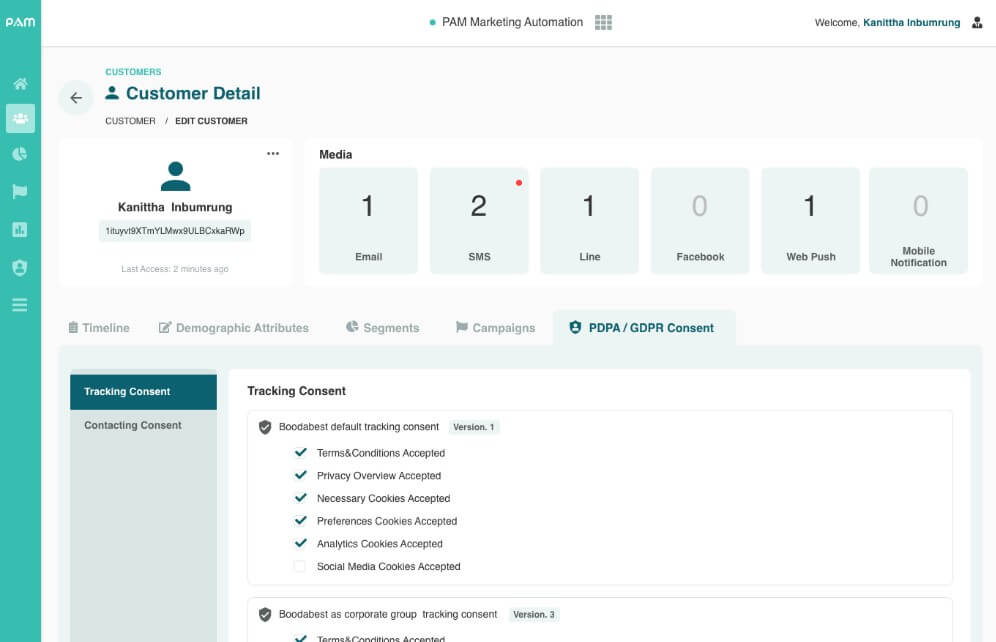 PAM
PAM Marketing Automation
Welcome, Kanittha Inbumrung
CUSTOMERS
Customer Detail
CUSTOMER / EDIT CUSTOMER
Kanittha Inbumrung
1ituyvt9XTmYLMwx9ULBCxkaRWp
Last Access: 2 minutes ago
Media
1
Email
2
SMS
1
Line
0
Facebook
1
Web Push
0
Mobile
Notification
Timeline
Demographic Attributes
Segments
Campaigns
PDPA / GDPR Consent
Tracking Consent
Contacting Consent
Tracking Consent
Boodabest default tracking consent Version. 1
Terms&Conditions Accepted
Privacy Overview Accepted
Necessary Cookies Accepted
Preferences Cookies Accepted
Analytics Cookies Accepted
Social Media Cookies Accepted
Boodabest as corporate group tracking consent Version. 3
Terms&Conditions Accepted